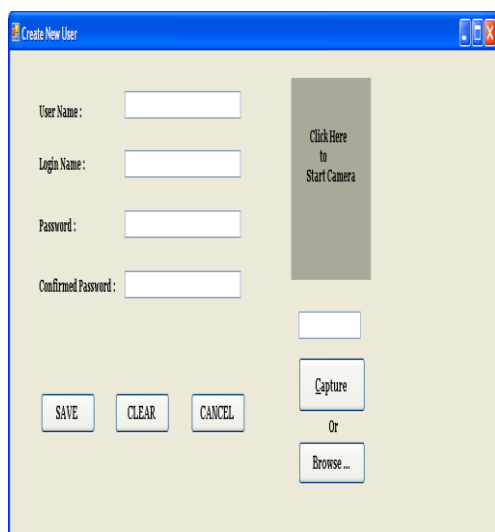 Create New User
User Name :
Login Name :
Password :
Confirmed Password :
Click Here
to
Start Camera
Capture
Or
Browse ...
SAVE CLEAR CANCEL